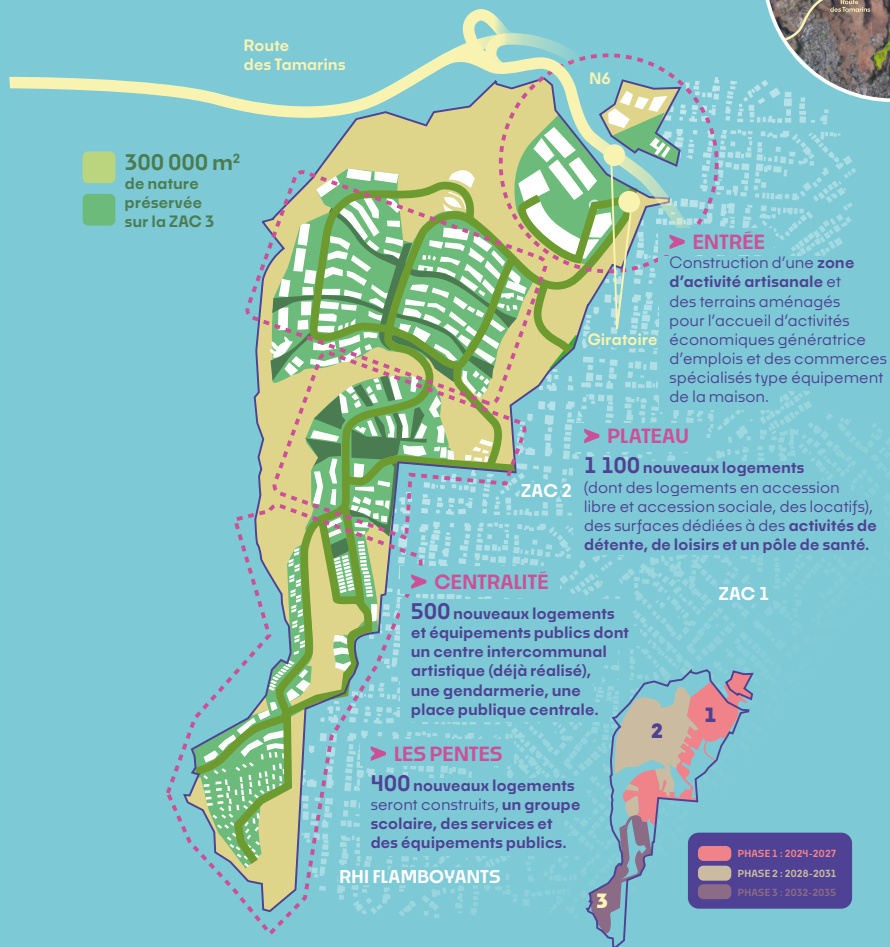 Route
des Tamarins
Route
des Tamarins
N6
300 000 m²
de nature
préservée
sur la ZAC 3
➤ ENTRÉE
Construction d'une zone
d'activité artisanale et
des terrains aménagés
pour l'accueil d'activités
économiques génératrice
d'emplois et des commerces
spécialisés type équipement
de la maison.
Giratoire
➤ PLATEAU
1 100 nouveaux logements
(dont des logements en accession
libre et accession sociale, des locatifs),
des surfaces dédiées à des activités de
détente, de loisirs et un pôle de santé.
ZAC 2
➤ CENTRALITÉ
500 nouveaux logements
et équipements publics dont
un centre intercommunal
artistique (déjà réalisé),
une gendarmerie, une
place publique centrale.
ZAC 1
➤ LES PENTES
400 nouveaux logements
seront construits, un groupe
scolaire, des services et
des équipements publics.
RHI FLAMBOYANTS
1
2
3
PHASE 1 : 2024-2027
PHASE 2 : 2028-2031
PHASE 3 : 2032-2035